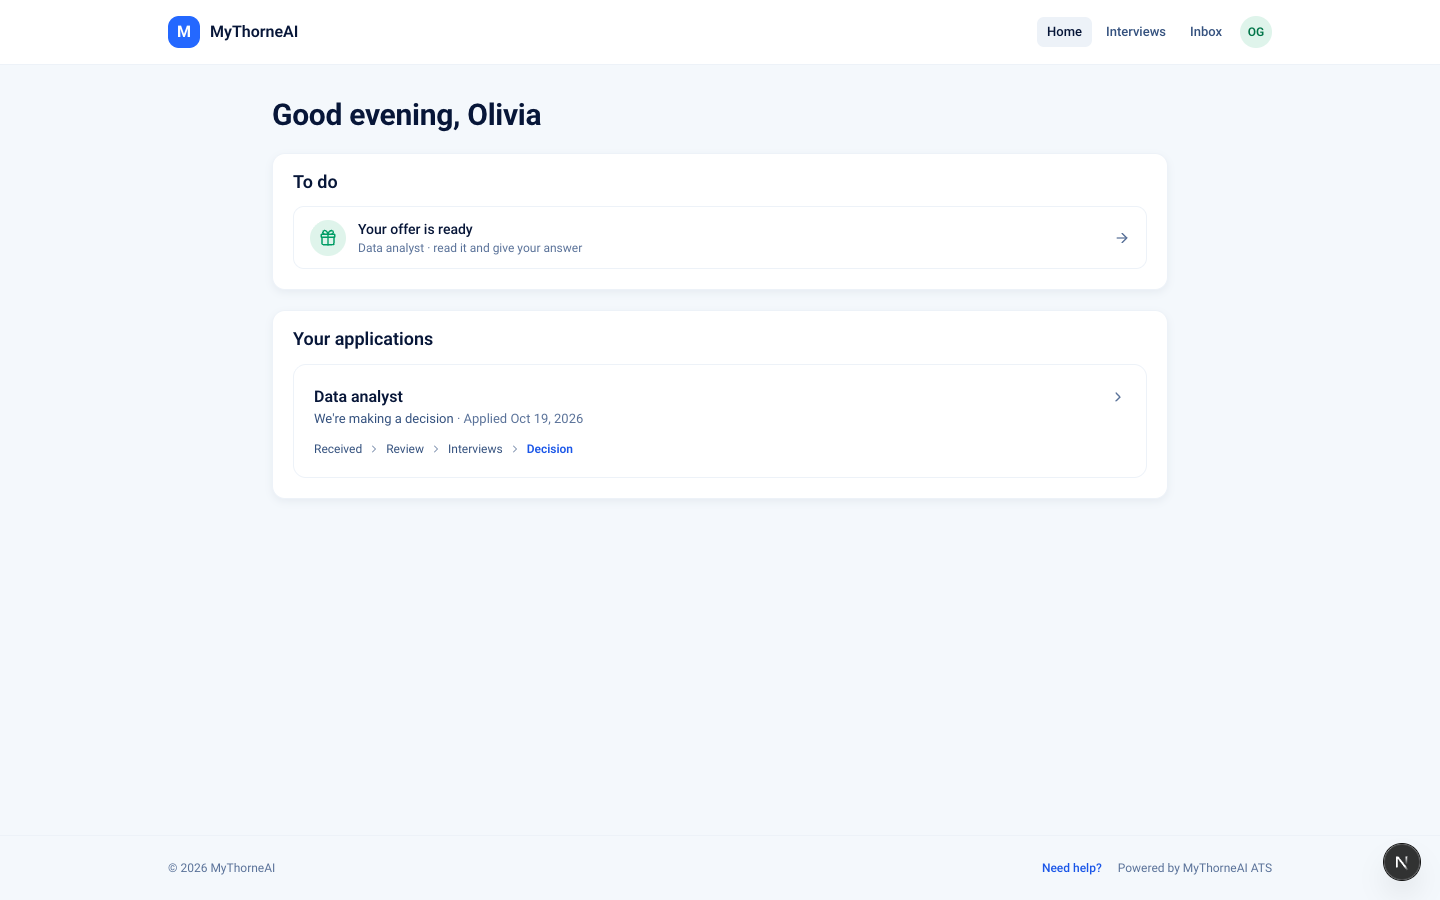 M MyThorneAI
Home Interviews Inbox OG
Good evening, Olivia
To do
Your offer is ready
Data analyst · read it and give your answer
Your applications
Data analyst
We're making a decision · Applied Oct 19, 2026
Received Review Interviews Decision
© 2026 MyThorneAI
Need help? Powered by MyThorneAI ATS
N